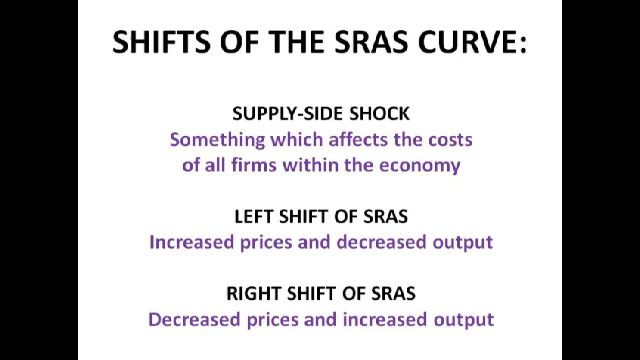 SHIFTS OF THE SRAS CURVE:
SUPPLY-SIDE SHOCK
Something which affects the costs
of all firms within the economy
LEFT SHIFT OF SRAS
Increased prices and decreased output
RIGHT SHIFT OF SRAS
Decreased prices and increased output